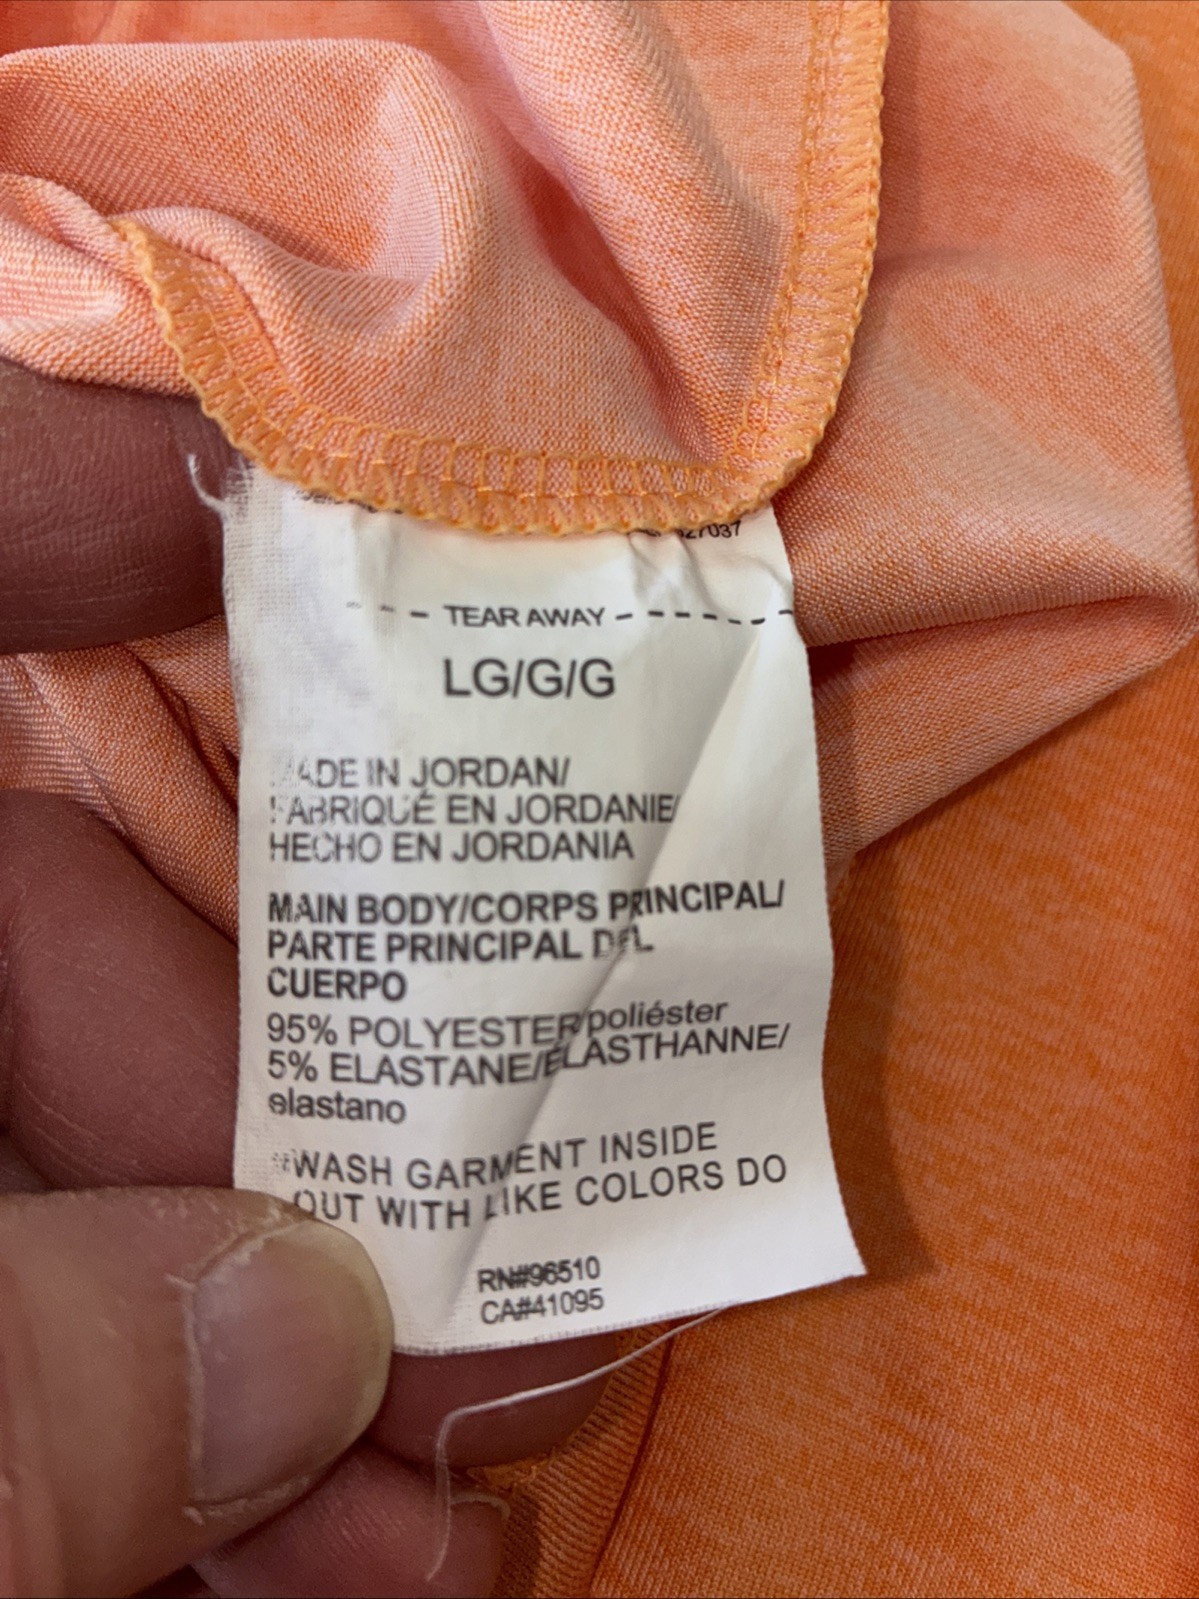 - - - TEAR AWAY - - - - - - -
LG/G/G
MADE IN JORDAN/
FABRIQUÉ EN JORDANIE/
HECHO EN JORDANIA
MAIN BODY/CORPS PRINCIPAL/
PARTE PRINCIPAL DEL
CUERPO
95% POLYESTER/poliéster
5% ELASTANE/ÉLASTHANNE/
elastano
*WASH GARMENT INSIDE
OUT WITH LIKE COLORS DO
RN#96510
CA#41095